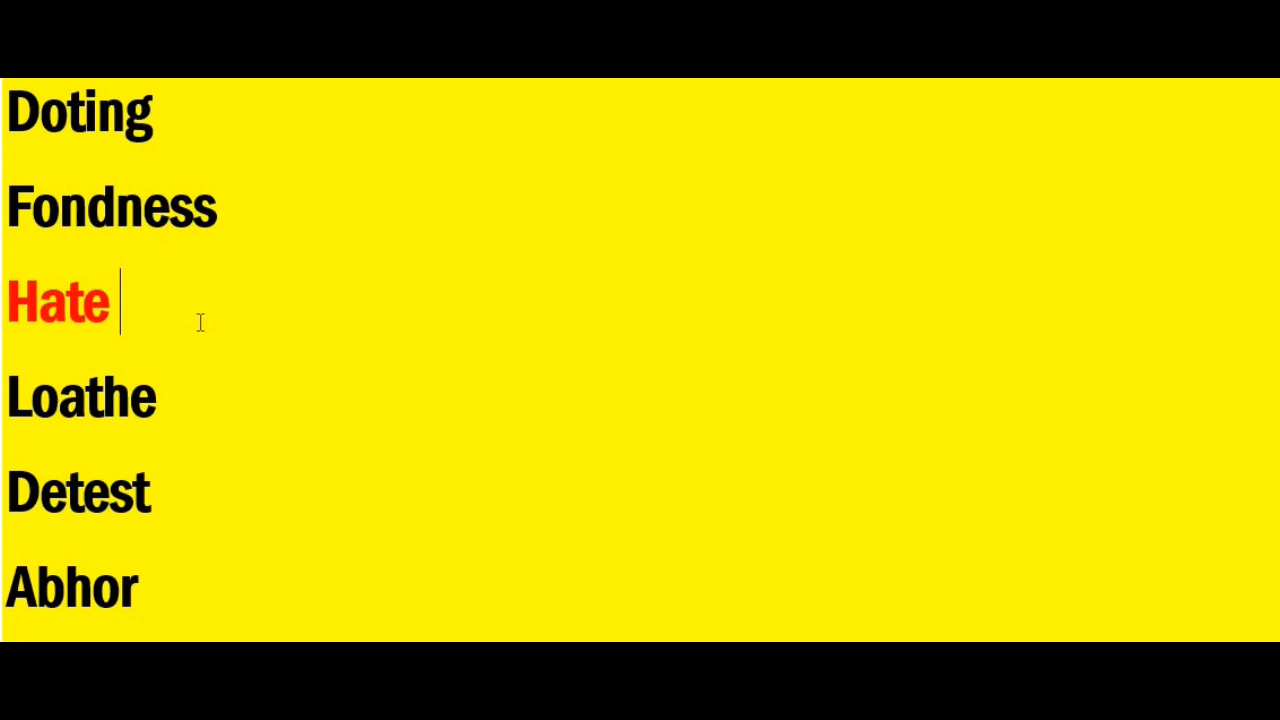 Doting
Fondness
Hate
Loathe
Detest
Abhor